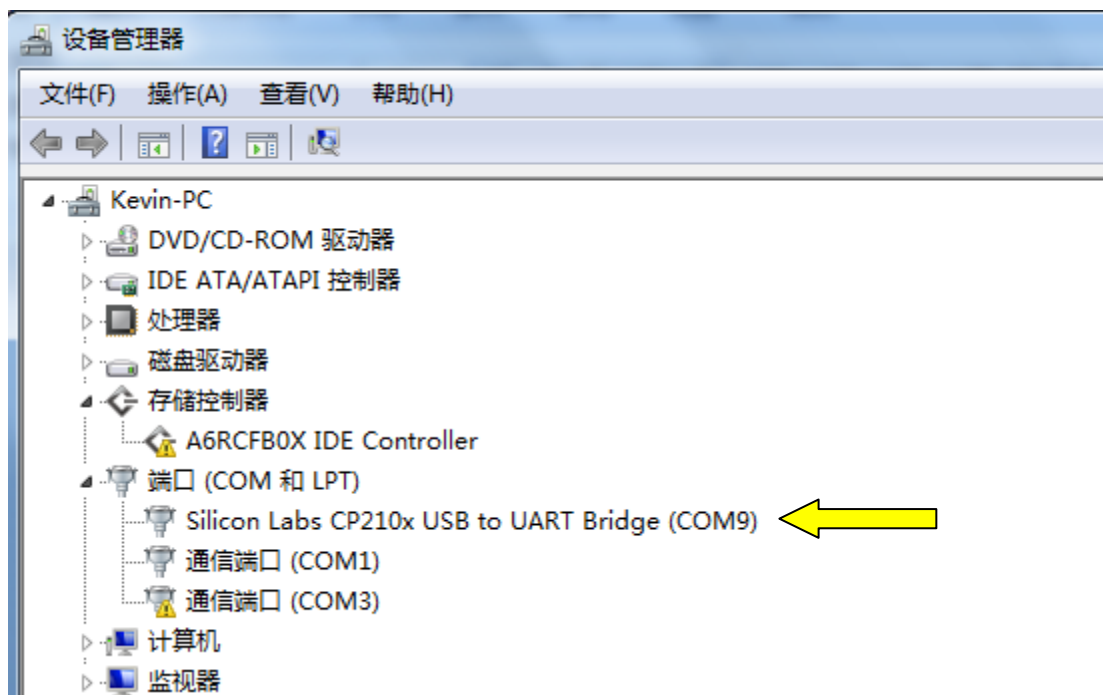 设备管理器
文件(F) 操作(A) 查看(V) 帮助(H)
Kevin-PC
DVD/CD-ROM 驱动器
IDE ATA/ATAPI 控制器
处理器
磁盘驱动器
存储控制器
A6RCFB0X IDE Controller
端口 (COM 和 LPT)
Silicon Labs CP210x USB to UART Bridge (COM9)
通信端口 (COM1)
通信端口 (COM3)
计算机
监视器